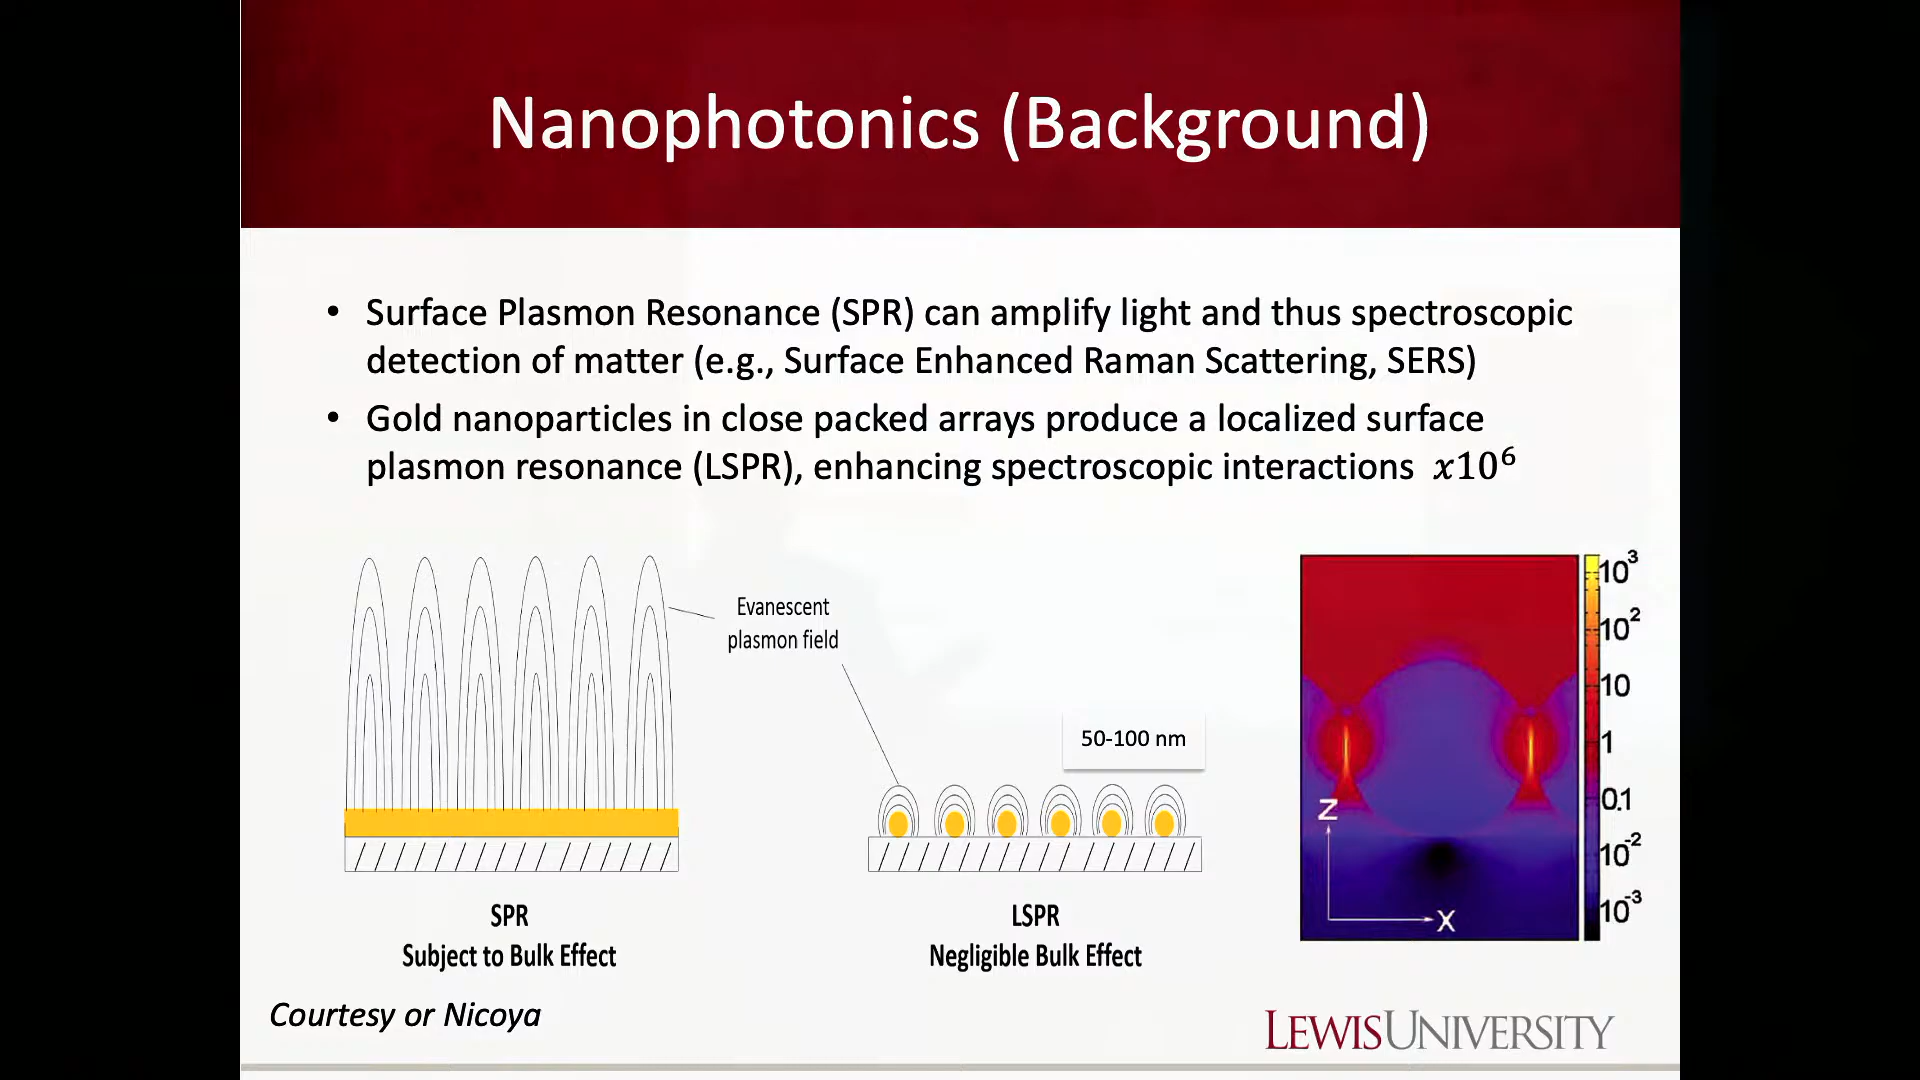 Nanophotonics (Background)
• Surface Plasmon Resonance (SPR) can amplify light and thus spectroscopic
detection of matter (e.g., Surface Enhanced Raman Scattering, SERS)
• Gold nanoparticles in close packed arrays produce a localized surface
plasmon resonance (LSPR), enhancing spectroscopic interactions x10⁶
Evanescent
plasmon field
50-100 nm
SPR
Subject to Bulk Effect
LSPR
Negligible Bulk Effect
10³
10²
10
1
0.1
10⁻²
10⁻³
Z
X
Courtesy or Nicoya
LEWIS UNIVERSITY